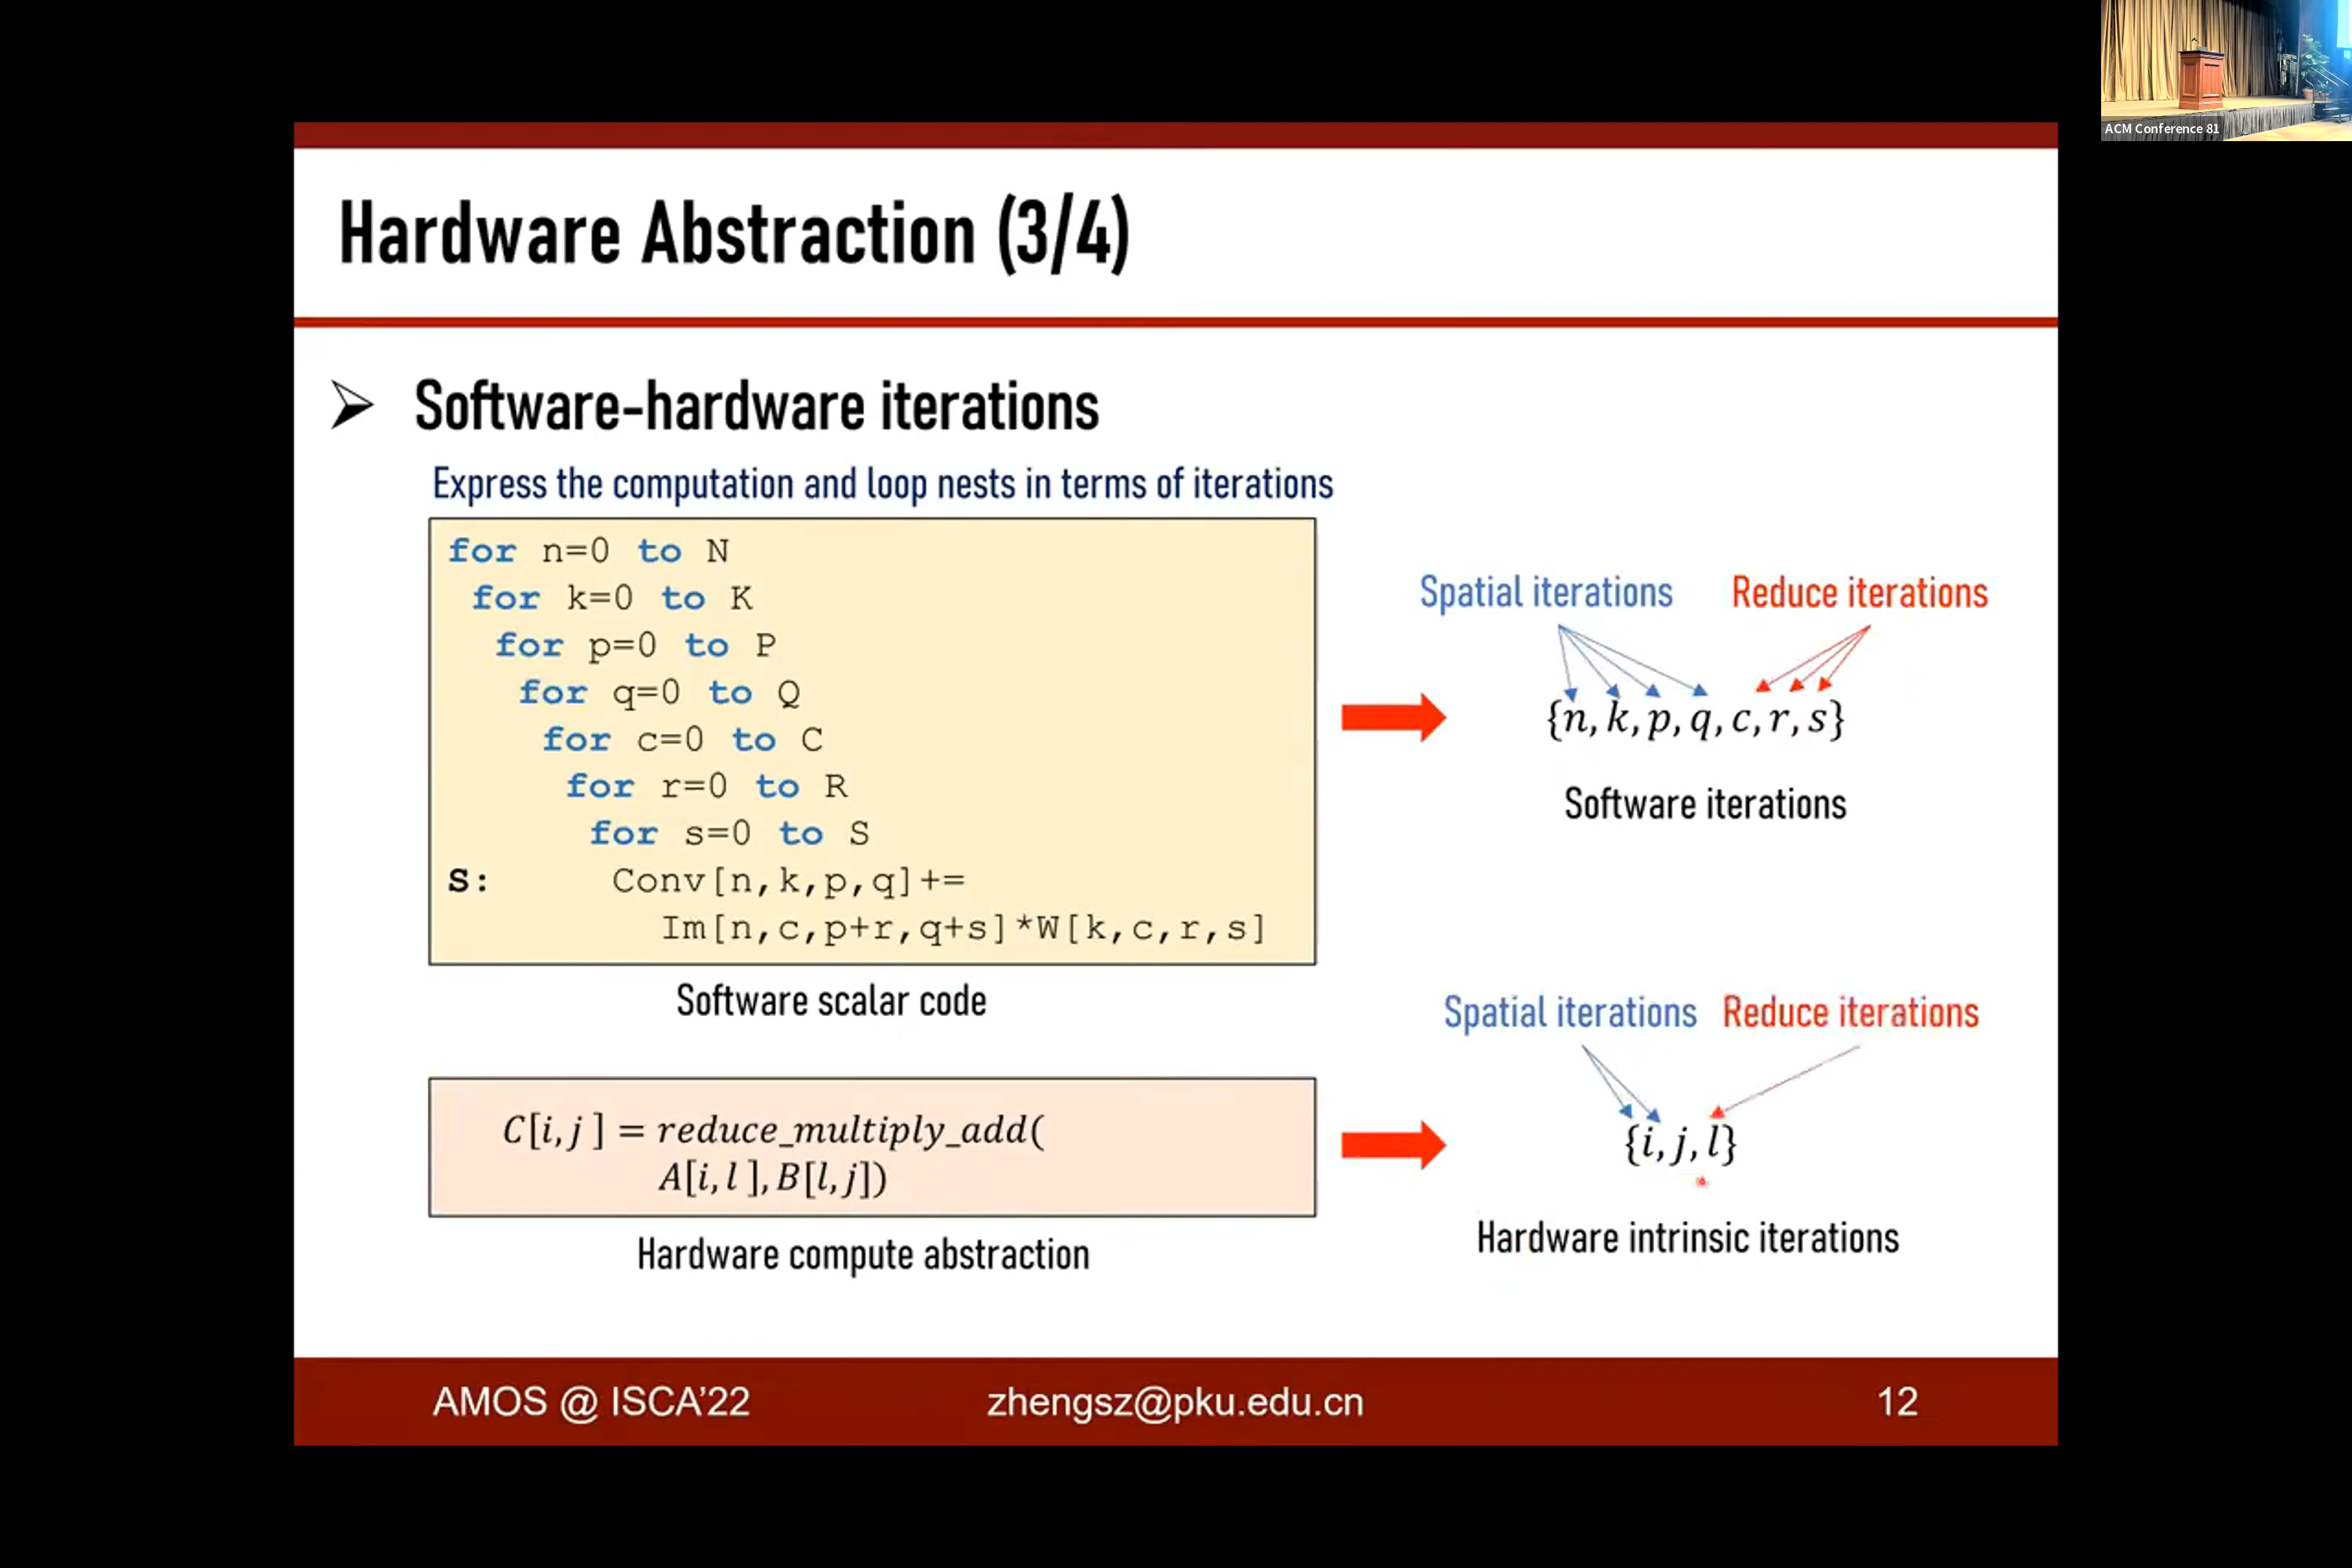 ACM Conference 81
Hardware Abstraction (3/4)
Software-hardware iterations
Express the computation and loop nests in terms of iterations
for n=0 to N
for k=0 to K
for p=0 to P
for q=0 to Q
for c=0 to C
for r=0 to R
for s=0 to S
S: Conv[n,k,p,q]+=
Im[n,c,p+r,q+s]*W[k,c,r,s]
Software scalar code
Spatial iterations Reduce iterations
{n, k, p, q, c, r, s}
Software iterations
C[i, j ] = reduce_multiply_add(
A[i, l ], B[l, j])
Hardware compute abstraction
Spatial iterations Reduce iterations
{i, j, l}
Hardware intrinsic iterations
AMOS @ ISCA’22 zhengsz@pku.edu.cn 12